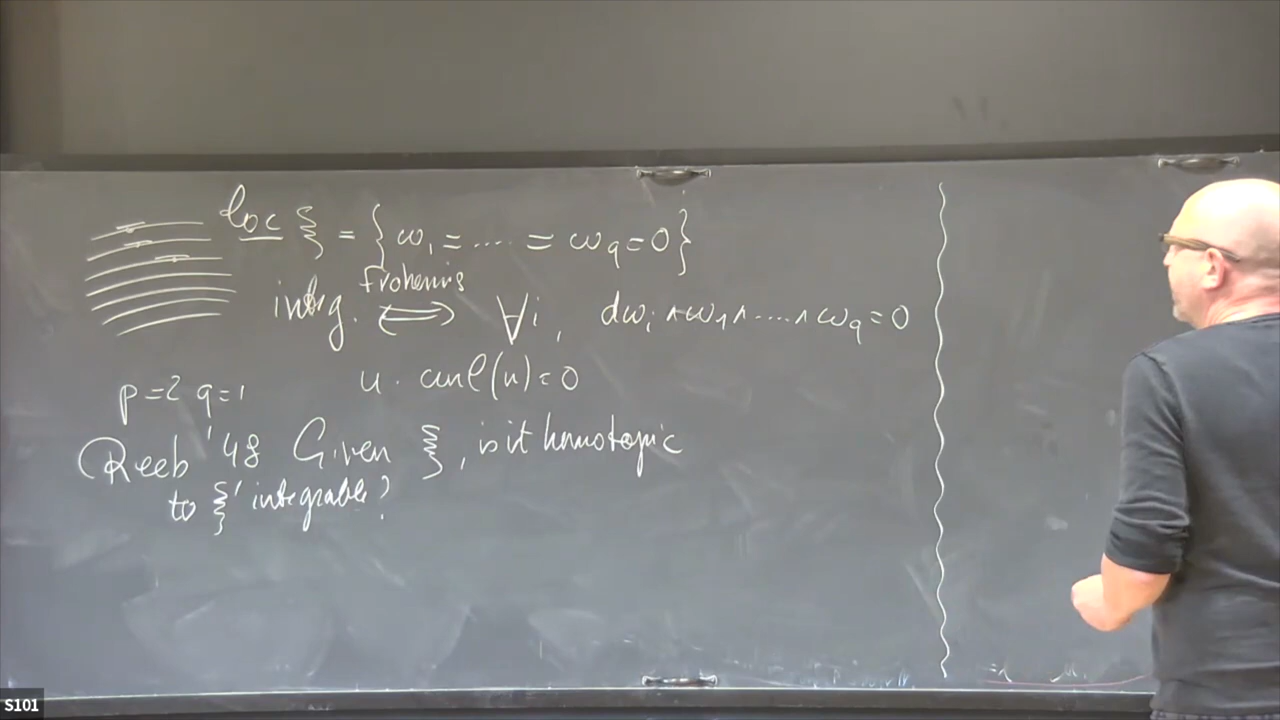 loc ξ = {ω₁ = .... = ω_q = 0}
integ. Frobenius ⟺ ∀i, dω_i ∧ ω₁ ∧ .... ∧ ω_q = 0
p=2 q=1 u · curl(u) = 0
Reeb '48 Given ξ, is it homotopic
to ξ' integrable?
S101